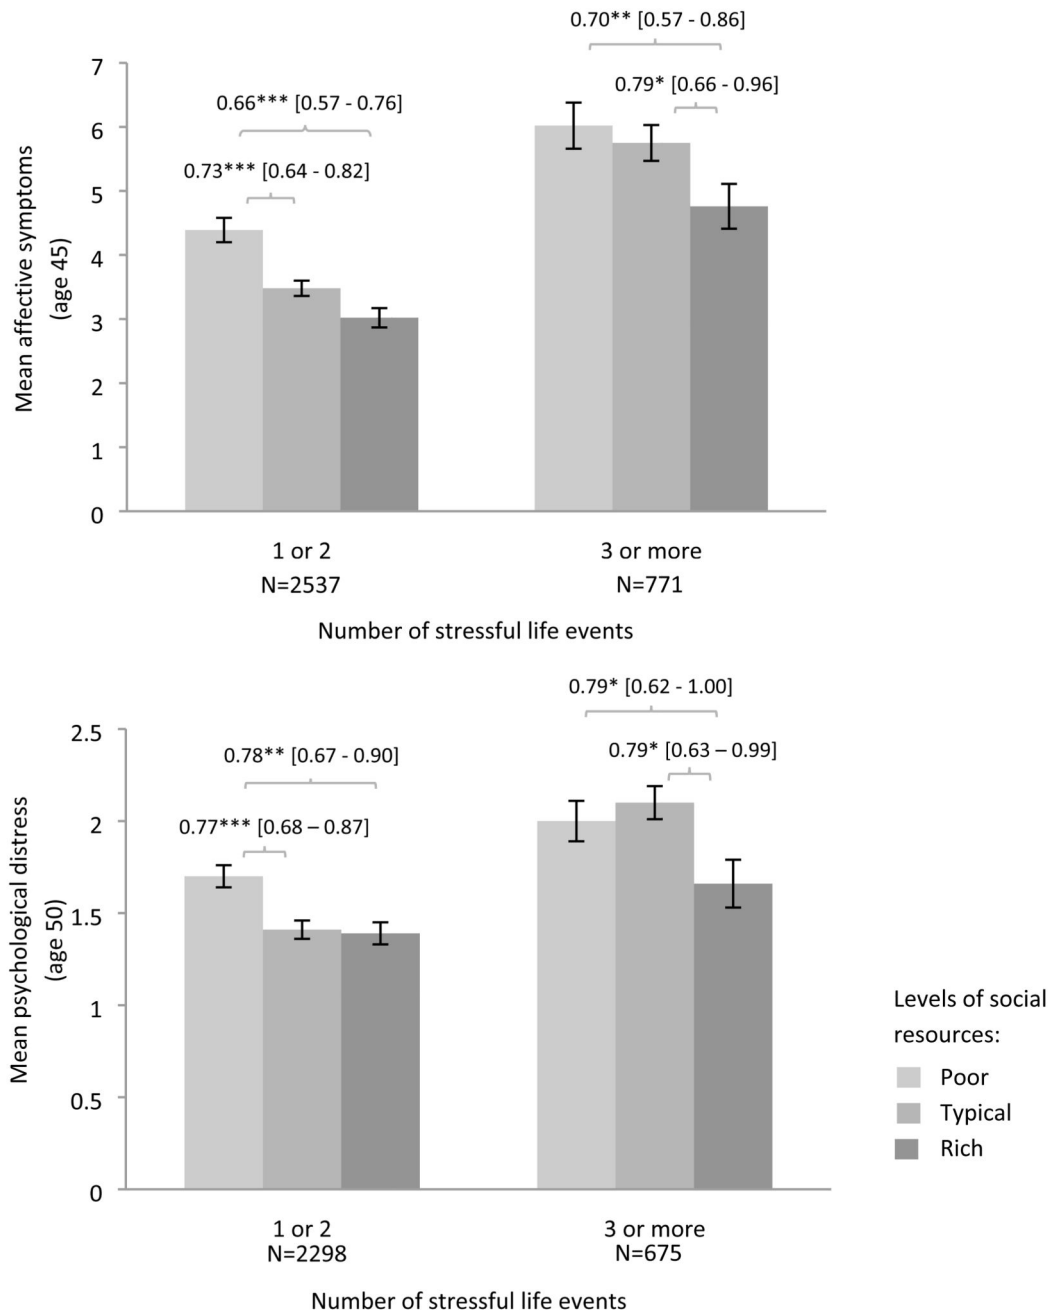 0.70** [0.57 - 0.86]
7
0.79* [0.66 - 0.96]
0.66*** [0.57 - 0.76]
6
0.73*** [0.64 - 0.82]
5
4
3
2
1
0
Mean affective symptoms
(age 45)
1 or 2
3 or more
N=2537
N=771
Number of stressful life events
0.79* [0.62 - 1.00]
2.5
0.78** [0.67 - 0.90]
0.79* [0.63 – 0.99]
2
0.77*** [0.68 – 0.87]
1.5
1
0.5
0
Mean psychological distress
(age 50)
Levels of social
resources:
Poor
Typical
Rich
1 or 2
3 or more
N=2298
N=675
Number of stressful life events